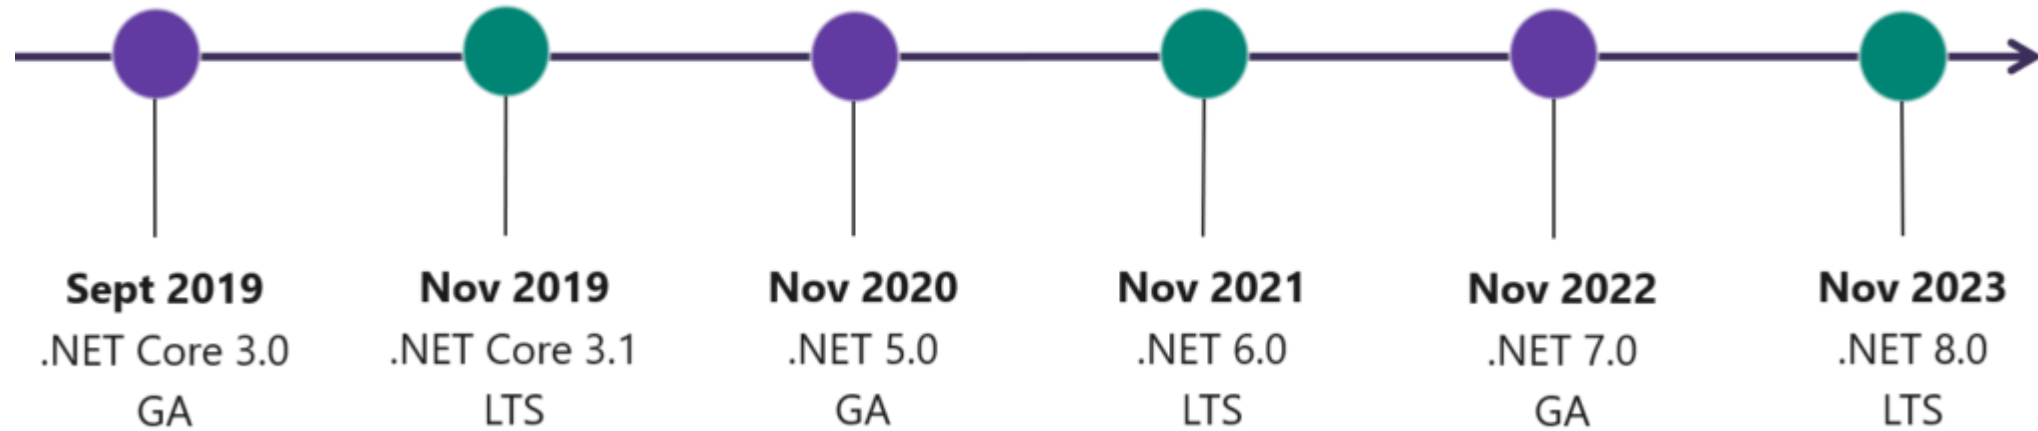 Sept 2019
.NET Core 3.0
GA
Nov 2019
.NET Core 3.1
LTS
Nov 2020
.NET 5.0
GA
Nov 2021
.NET 6.0
LTS
Nov 2022
.NET 7.0
GA
Nov 2023
.NET 8.0
LTS